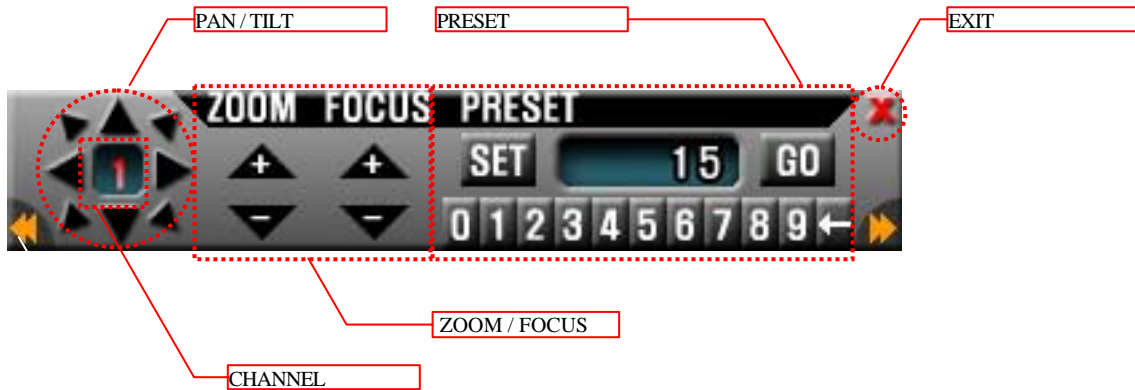 PAN / TILT
PRESET
EXIT
ZOOM FOCUS PRESET
1
+ +
SET 15 GO
- -
0 1 2 3 4 5 6 7 8 9 ←
ZOOM / FOCUS
CHANNEL